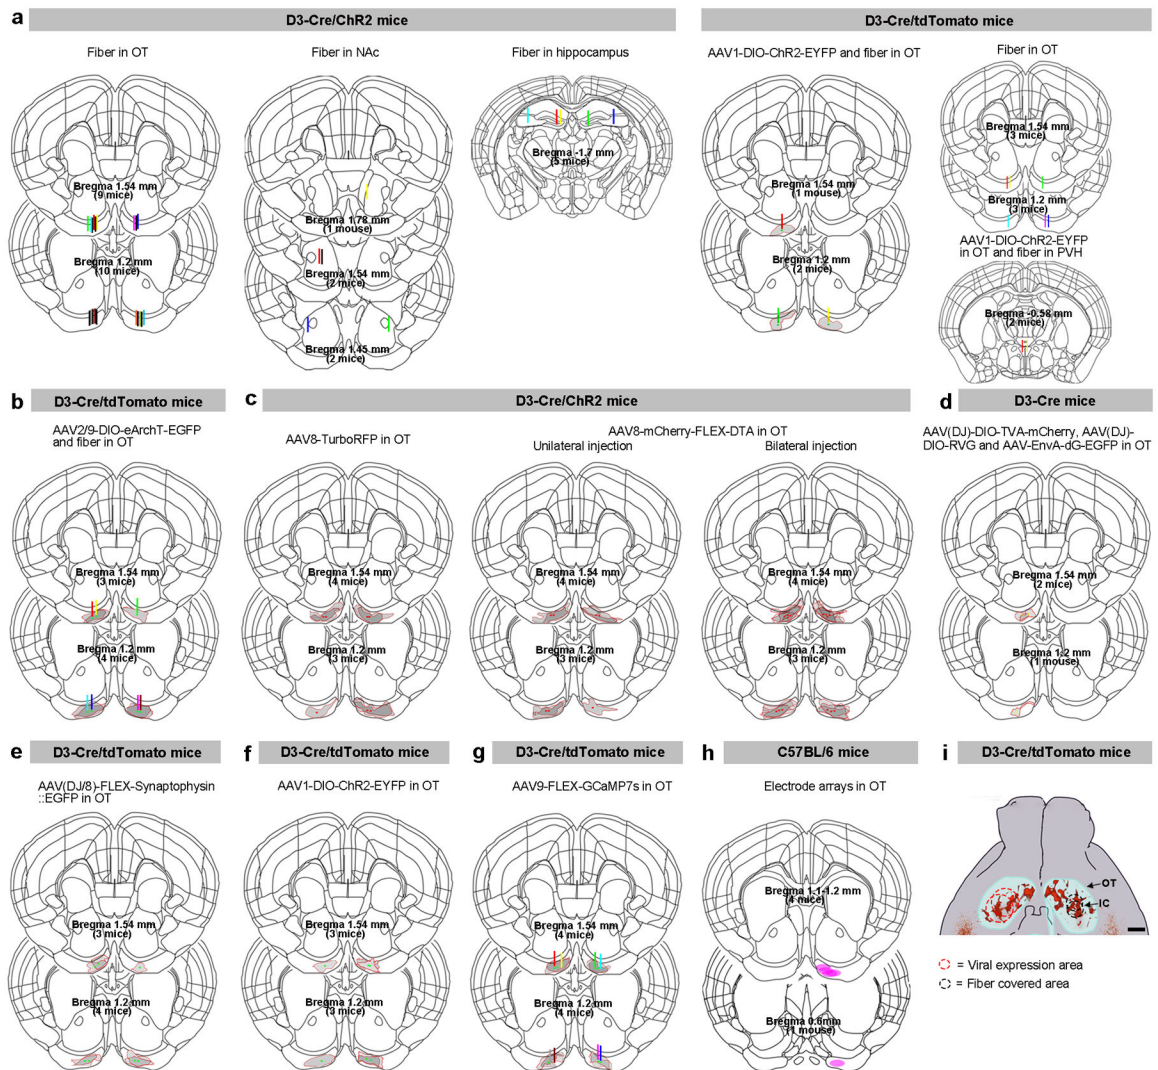 a
D3-Cre/ChR2 mice
D3-Cre/tdTomato mice
Fiber in OT
Fiber in NAc
Fiber in hippocampus
AAV1-DIO-ChR2-EYFP and fiber in OT
Fiber in OT
Bregma 1.54 mm
(9 mice)
Bregma 1.2 mm
(10 mice)
Bregma 1.78 mm
(1 mouse)
Bregma 1.54 mm
(2 mice)
Bregma 1.45 mm
(2 mice)
Bregma -1.7 mm
(5 mice)
Bregma 1.54 mm
(1 mouse)
Bregma 1.2 mm
(2 mice)
Bregma 1.54 mm
(3 mice)
Bregma 1.2 mm
(3 mice)
AAV1-DIO-ChR2-EYFP
in OT and fiber in PVH
Bregma -0.58 mm
(2 mice)
b
D3-Cre/tdTomato mice
AAV2/9-DIO-eArchT-EGFP
and fiber in OT
Bregma 1.54 mm
(3 mice)
Bregma 1.2 mm
(4 mice)
c
D3-Cre/ChR2 mice
AAV8-TurboRFP in OT
AAV8-mCherry-FLEX-DTA in OT
Unilateral injection
Bilateral injection
Bregma 1.54 mm
(4 mice)
Bregma 1.2 mm
(3 mice)
Bregma 1.54 mm
(4 mice)
Bregma 1.2 mm
(3 mice)
Bregma 1.54 mm
(4 mice)
Bregma 1.2 mm
(3 mice)
d
D3-Cre mice
AAV(DJ)-DIO-TVA-mCherry, AAV(DJ)-
DIO-RVG and AAV-EnvA-dG-EGFP in OT
Bregma 1.54 mm
(2 mice)
Bregma 1.2 mm
(1 mouse)
e
D3-Cre/tdTomato mice
AAV(DJ/8)-FLEX-Synaptophysin
::EGFP in OT
Bregma 1.54 mm
(3 mice)
Bregma 1.2 mm
(4 mice)
f
D3-Cre/tdTomato mice
AAV1-DIO-ChR2-EYFP in OT
Bregma 1.54 mm
(3 mice)
Bregma 1.2 mm
(3 mice)
g
D3-Cre/tdTomato mice
AAV9-FLEX-GCaMP7s in OT
Bregma 1.54 mm
(4 mice)
Bregma 1.2 mm
(4 mice)
h
C57BL/6 mice
Electrode arrays in OT
Bregma 1.1-1.2 mm
(4 mice)
Bregma 0.6mm
(1 mouse)
i
D3-Cre/tdTomato mice
OT
IC
= Viral expression area
= Fiber covered area